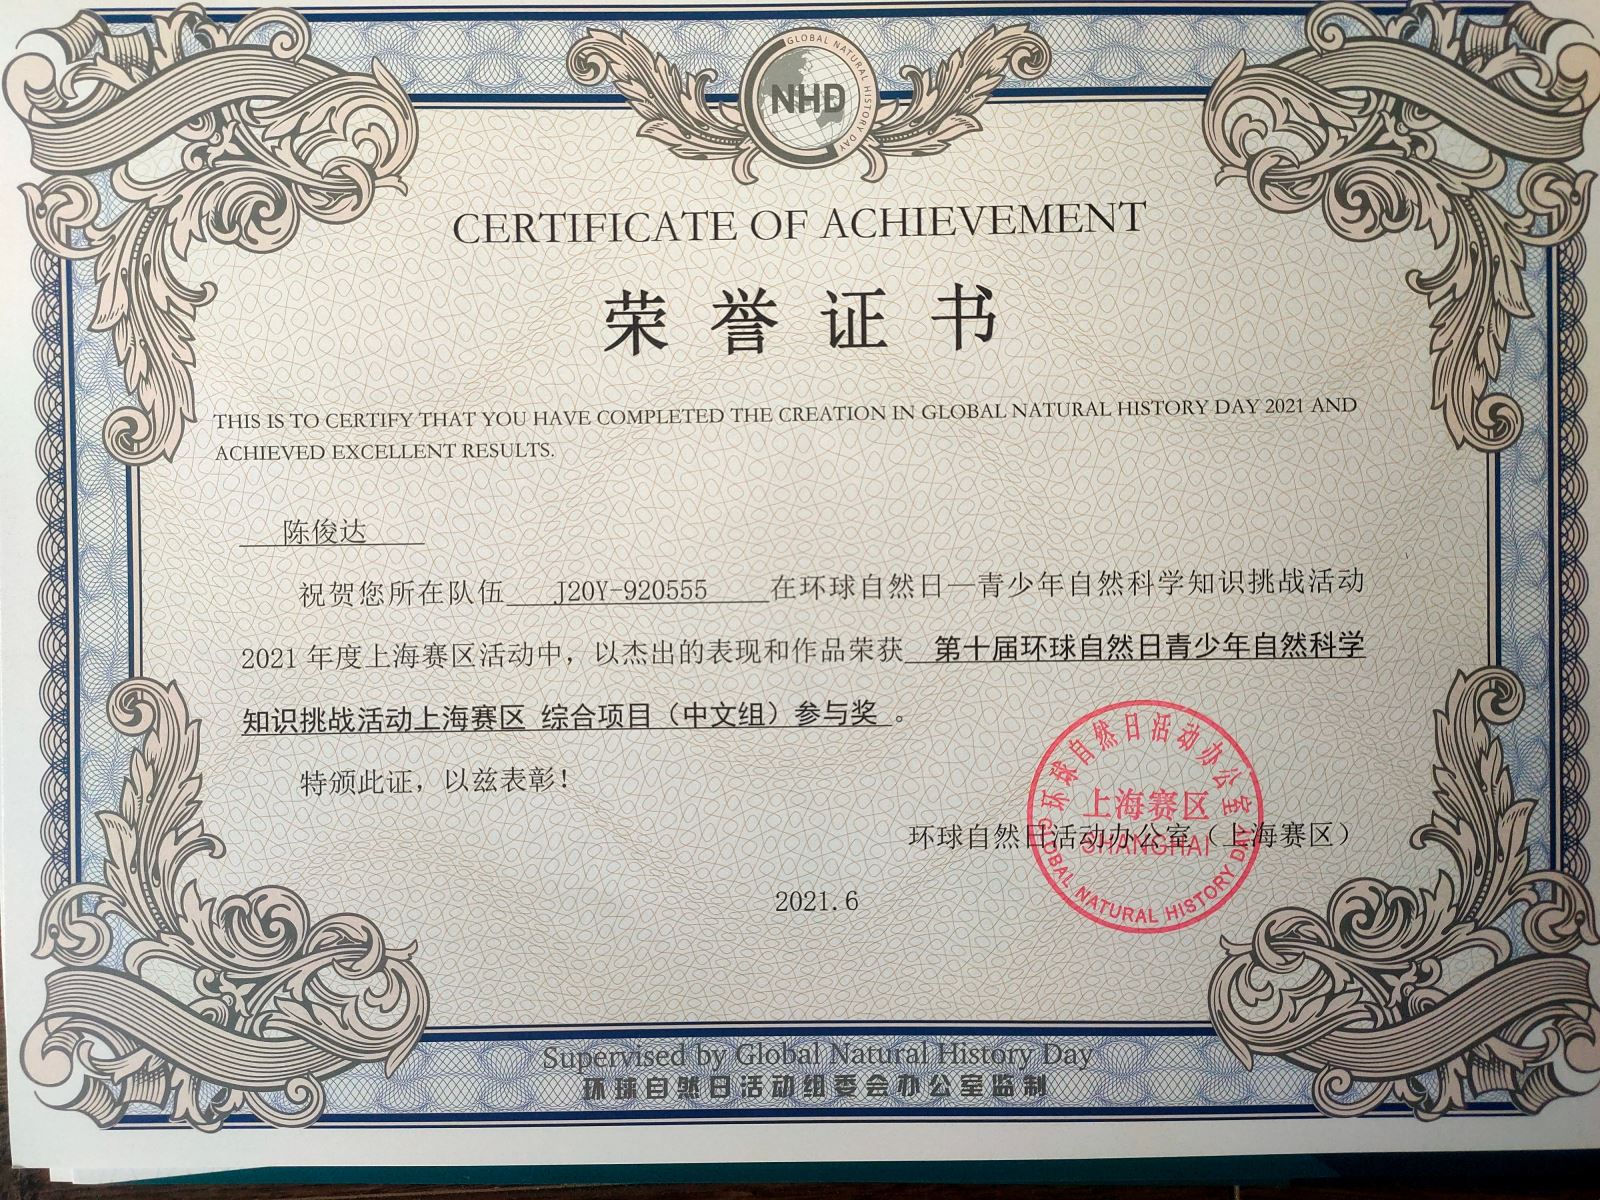 GLOBAL NATURAL HISTORY DAY
NHD
CERTIFICATE OF ACHIEVEMENT
荣誉证书
THIS IS TO CERTIFY THAT YOU HAVE COMPLETED THE CREATION IN GLOBAL NATURAL HISTORY DAY 2021 AND
ACHIEVED EXCELLENT RESULTS.
陈俊达
祝贺您所在队伍 J20Y-920555 在环球自然日—青少年自然科学知识挑战活动
2021 年度上海赛区活动中，以杰出的表现和作品荣获 第十届环球自然日青少年自然科学
知识挑战活动上海赛区 综合项目（中文组）参与奖 。
特颁此证，以兹表彰！
环球自然日活动办公室（上海赛区）
环球自然日活动办公室
上海赛区
SHANGHAI
GLOBAL NATURAL HISTORY DAY
2021.6
Supervised by Global Natural History Day
环球自然日活动组委会办公室监制